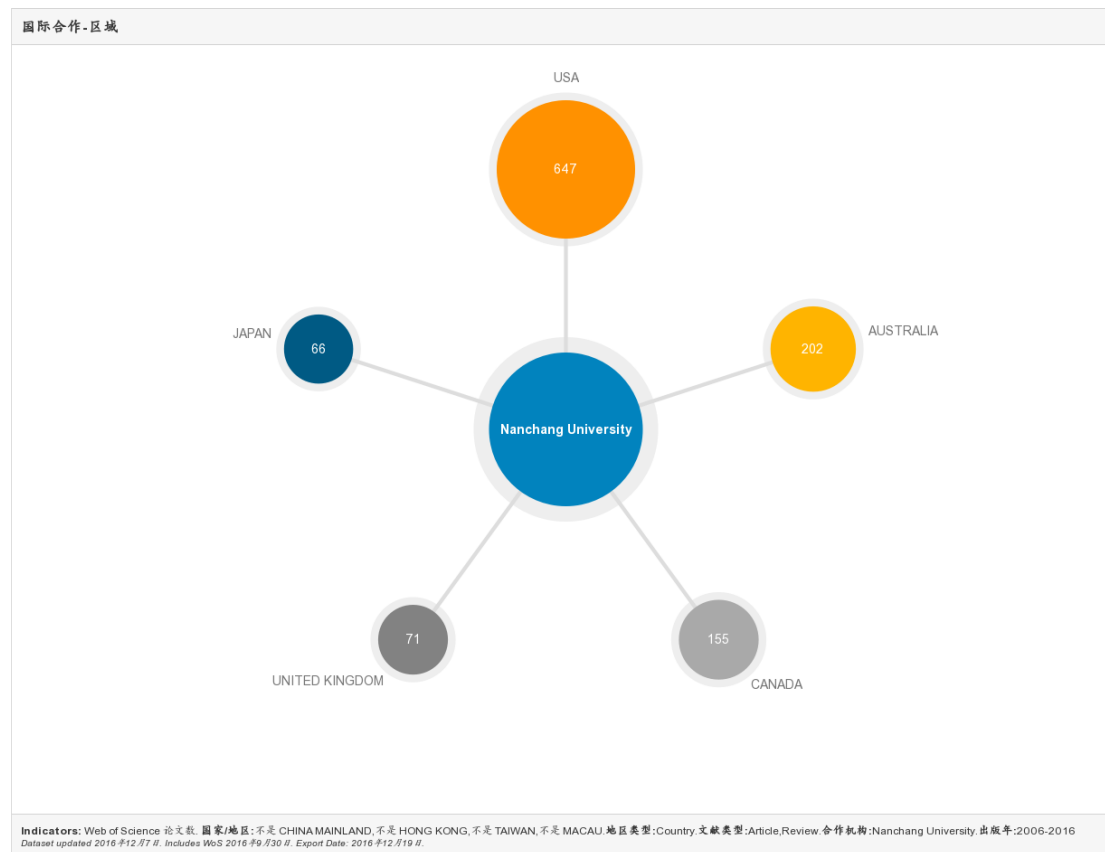 国际合作-区域
USA
647
JAPAN
66
AUSTRALIA
202
Nanchang University
71
UNITED KINGDOM
155
CANADA
Indicators: Web of Science 论文数. 国家/地区:不是 CHINA MAINLAND,不是 HONG KONG,不是 TAIWAN,不是 MACAU.地区类型:Country.文献类型:Article,Review.合作机构:Nanchang University.出版年:2006-2016
Dataset updated 2016年12月7日. Includes WoS 2016年9月30日. Export Date: 2016年12月19日.